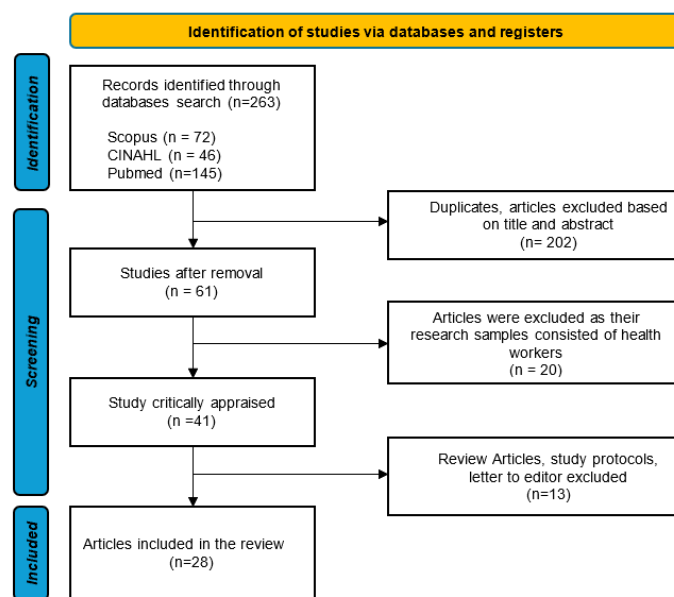 Identification of studies via databases and registers
Identification
Records identified through
databases search (n=263)
Scopus (n = 72)
CINAHL (n = 46)
Pubmed (n=145)
Duplicates, articles excluded based
on title and abstract
(n= 202)
Screening
Studies after removal
(n = 61)
Articles were excluded as their
research samples consisted of health
workers
(n = 20)
Study critically appraised
(n =41)
Review Articles, study protocols,
letter to editor excluded
(n=13)
Included
Articles included in the review
(n=28)